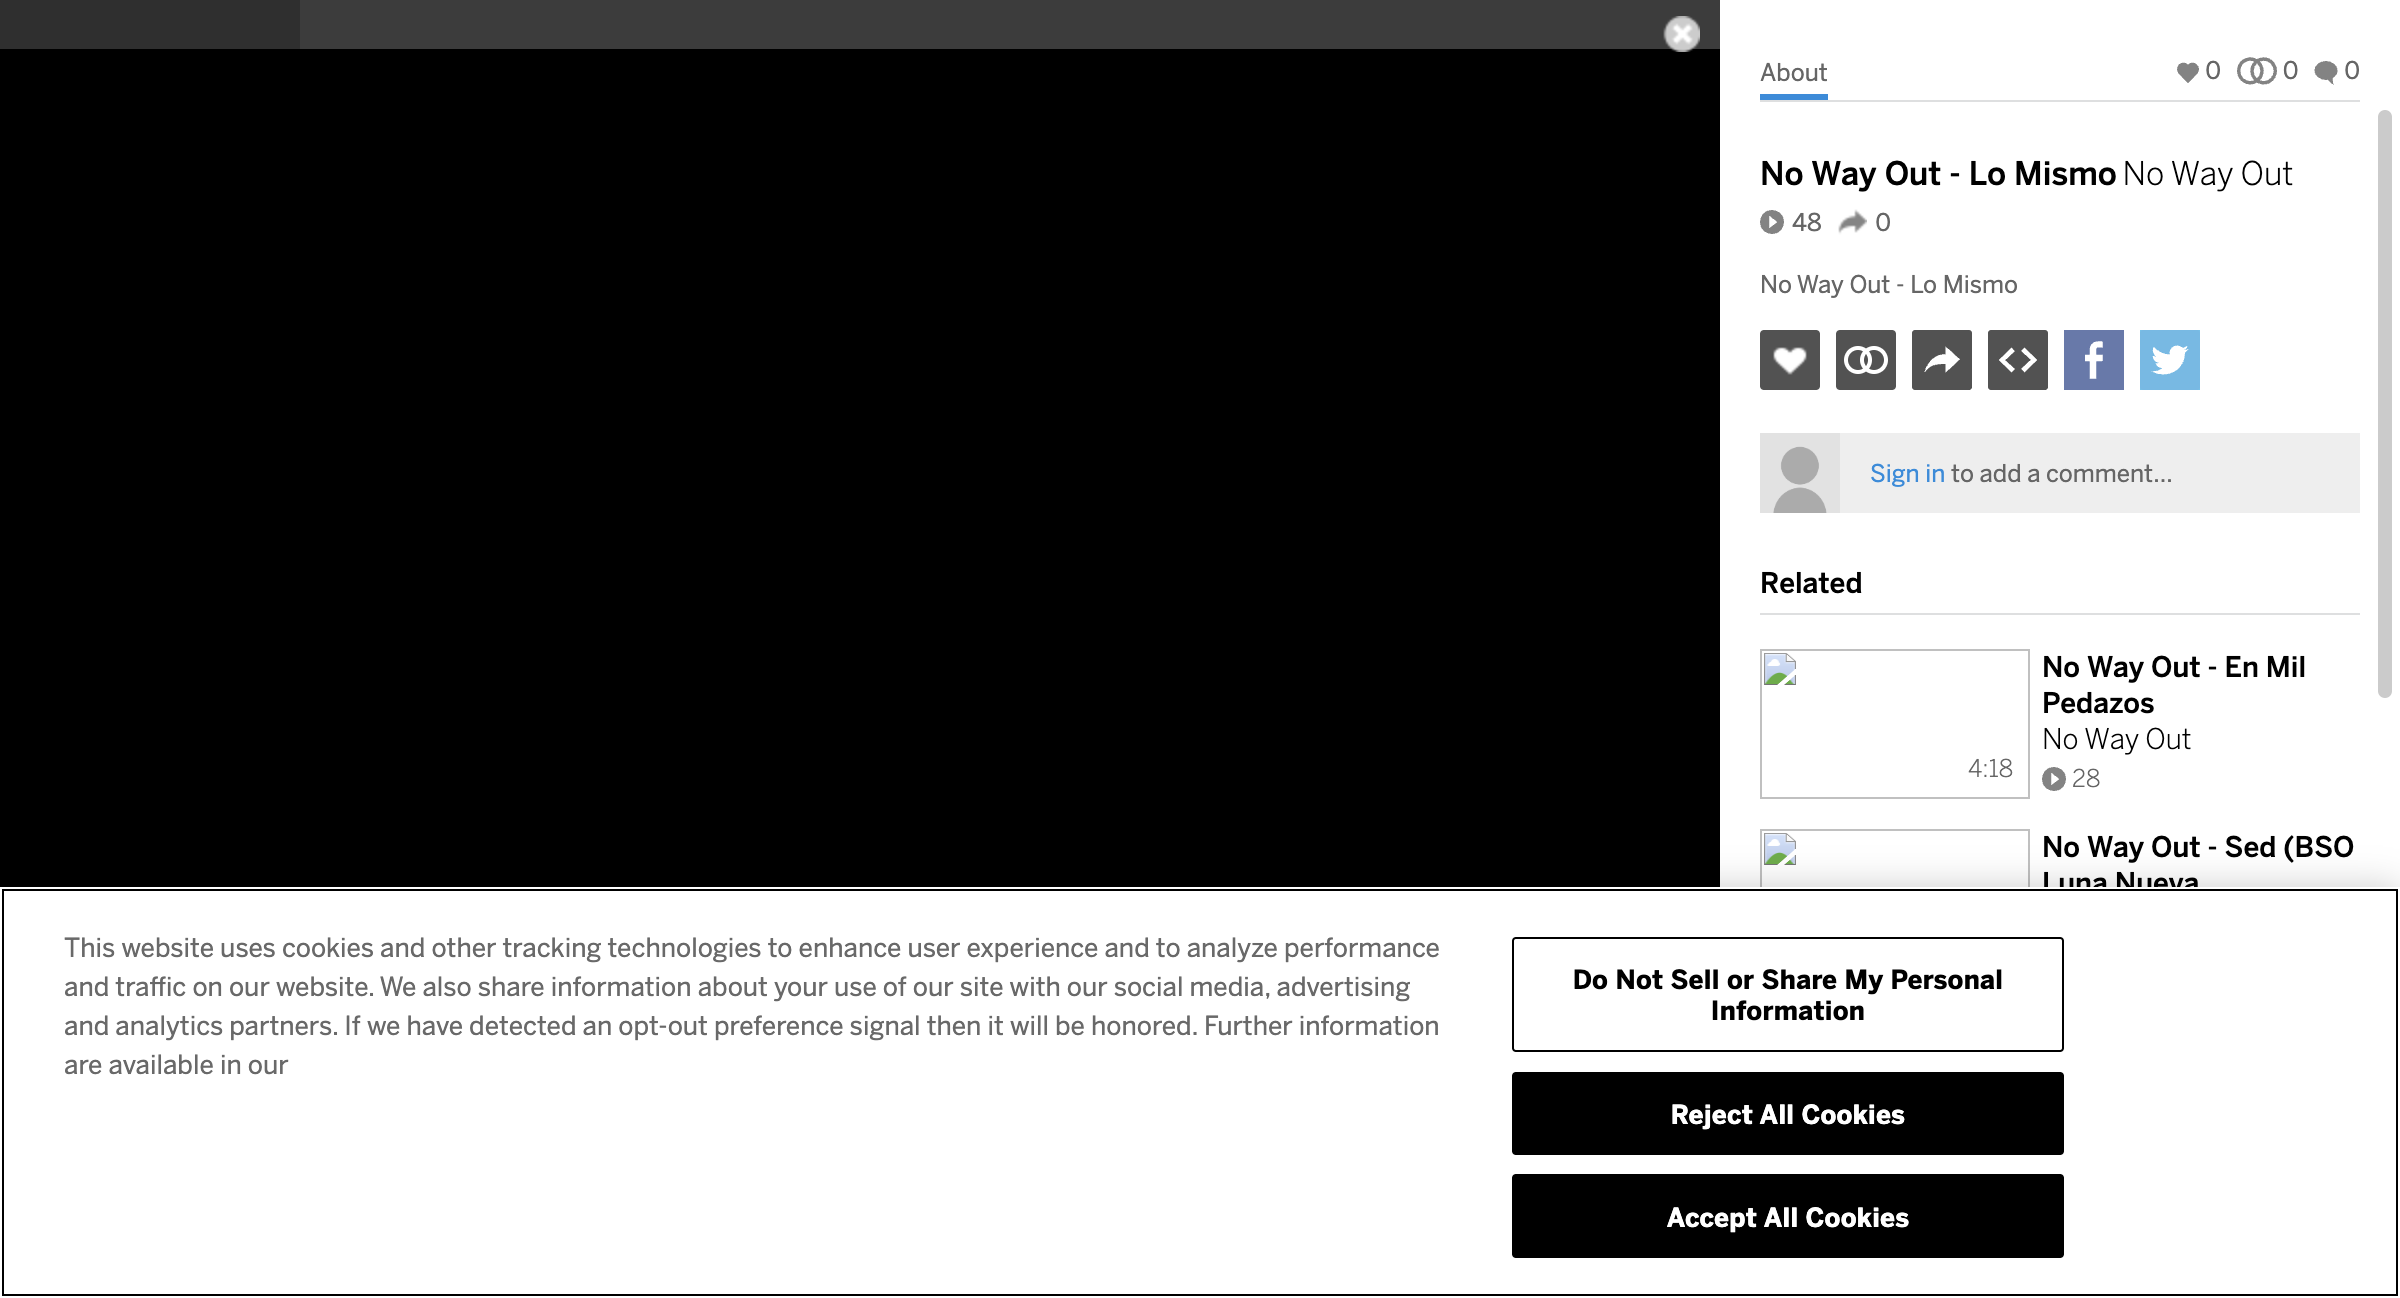 About
0
0
0
No Way Out - Lo Mismo No Way Out
48
0
No Way Out - Lo Mismo
Sign in to add a comment...
Related
4:18
No Way Out - En Mil
Pedazos
No Way Out
28
No Way Out - Sed (BSO
Luna Nueva
This website uses cookies and other tracking technologies to enhance user experience and to analyze performance
and traffic on our website. We also share information about your use of our site with our social media, advertising
and analytics partners. If we have detected an opt-out preference signal then it will be honored. Further information
are available in our
Do Not Sell or Share My Personal
Information
Reject All Cookies
Accept All Cookies